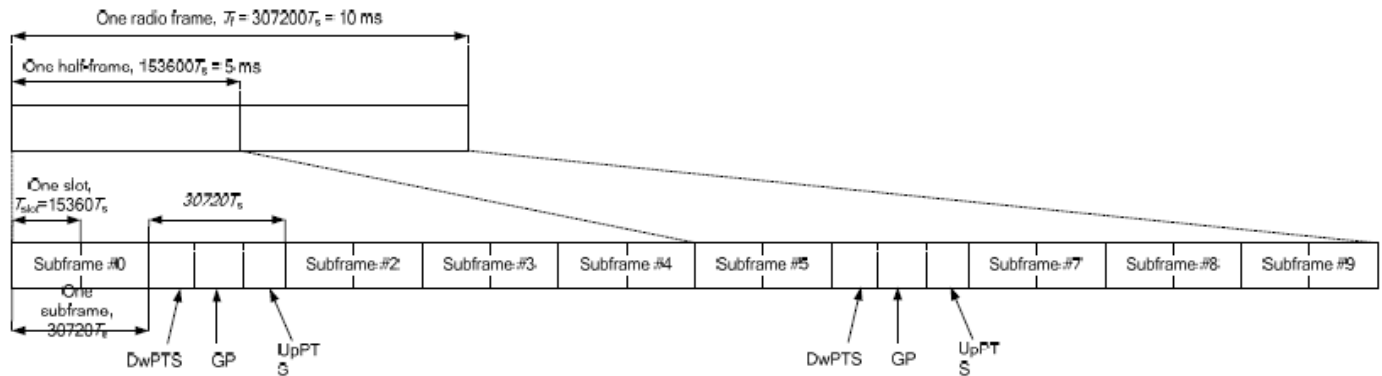 One radio frame, Tf = 307200Ts = 10 ms
One half-frame, 153600Ts = 5 ms
One slot,
Tslot=15360Ts
30720Ts
Subframe #0
Subframe #2
Subframe #3
Subframe #4
Subframe #5
Subframe #7
Subframe #8
Subframe #9
One
subframe,
30720Ts
DwPTS
GP
UpPT
S
DwPTS
GP
UpPT
S